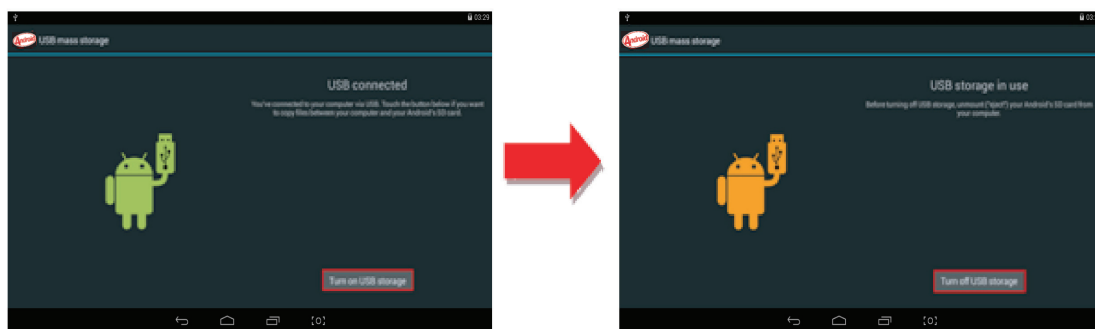 03:29
Android USB mass storage
USB connected
You've connected to your computer via USB. Touch the button below if you want
to copy files between your computer and your Android's SD card.
Turn on USB storage
Android USB mass storage
USB storage in use
Before turning off USB storage, unmount ("eject") your Android's SD card from
your computer.
Turn off USB storage